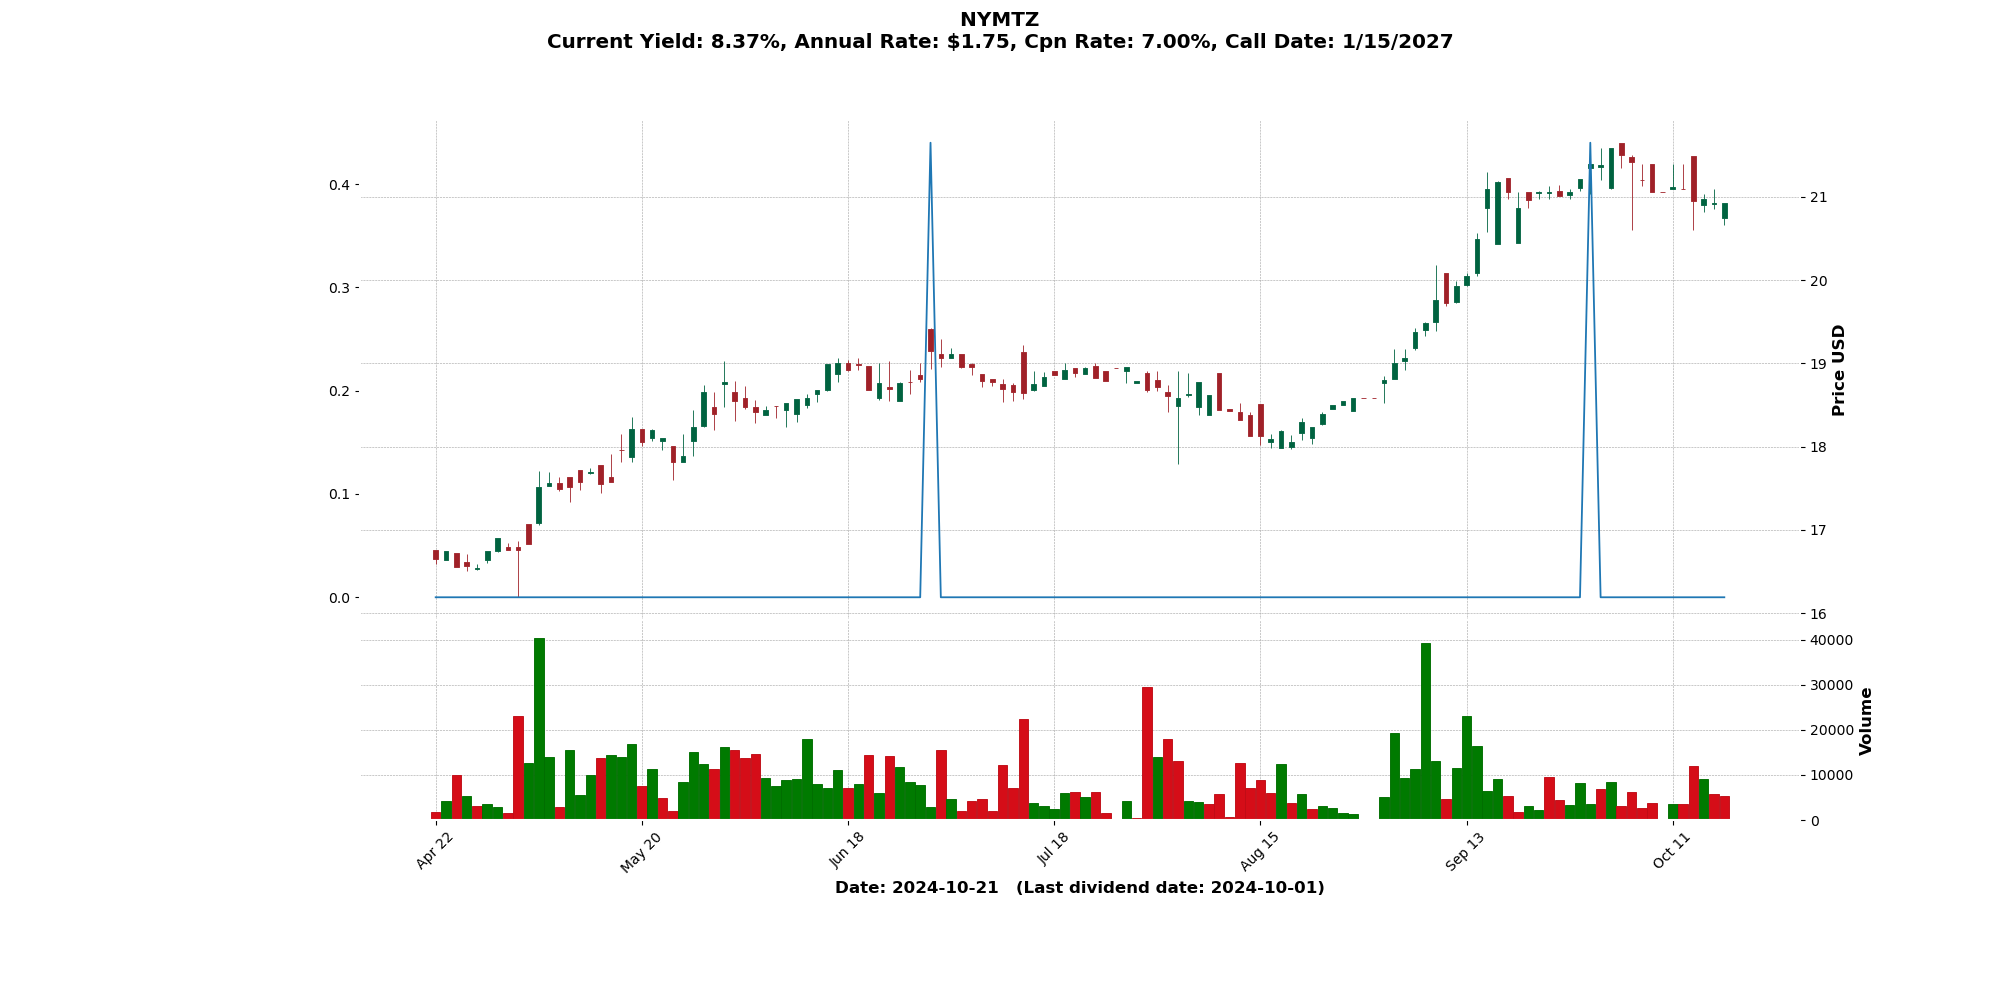 NYMTZ
Current Yield: 8.37%, Annual Rate: $1.75, Cpn Rate: 7.00%, Call Date: 1/15/2027
0.4
0.3
0.2
0.1
0.0
21
20
19
18
17
16
Price USD
40000
30000
20000
10000
0
Volume
Apr 22
May 20
Jun 18
Jul 18
Aug 15
Sep 13
Oct 11
Date: 2024-10-21 (Last dividend date: 2024-10-01)